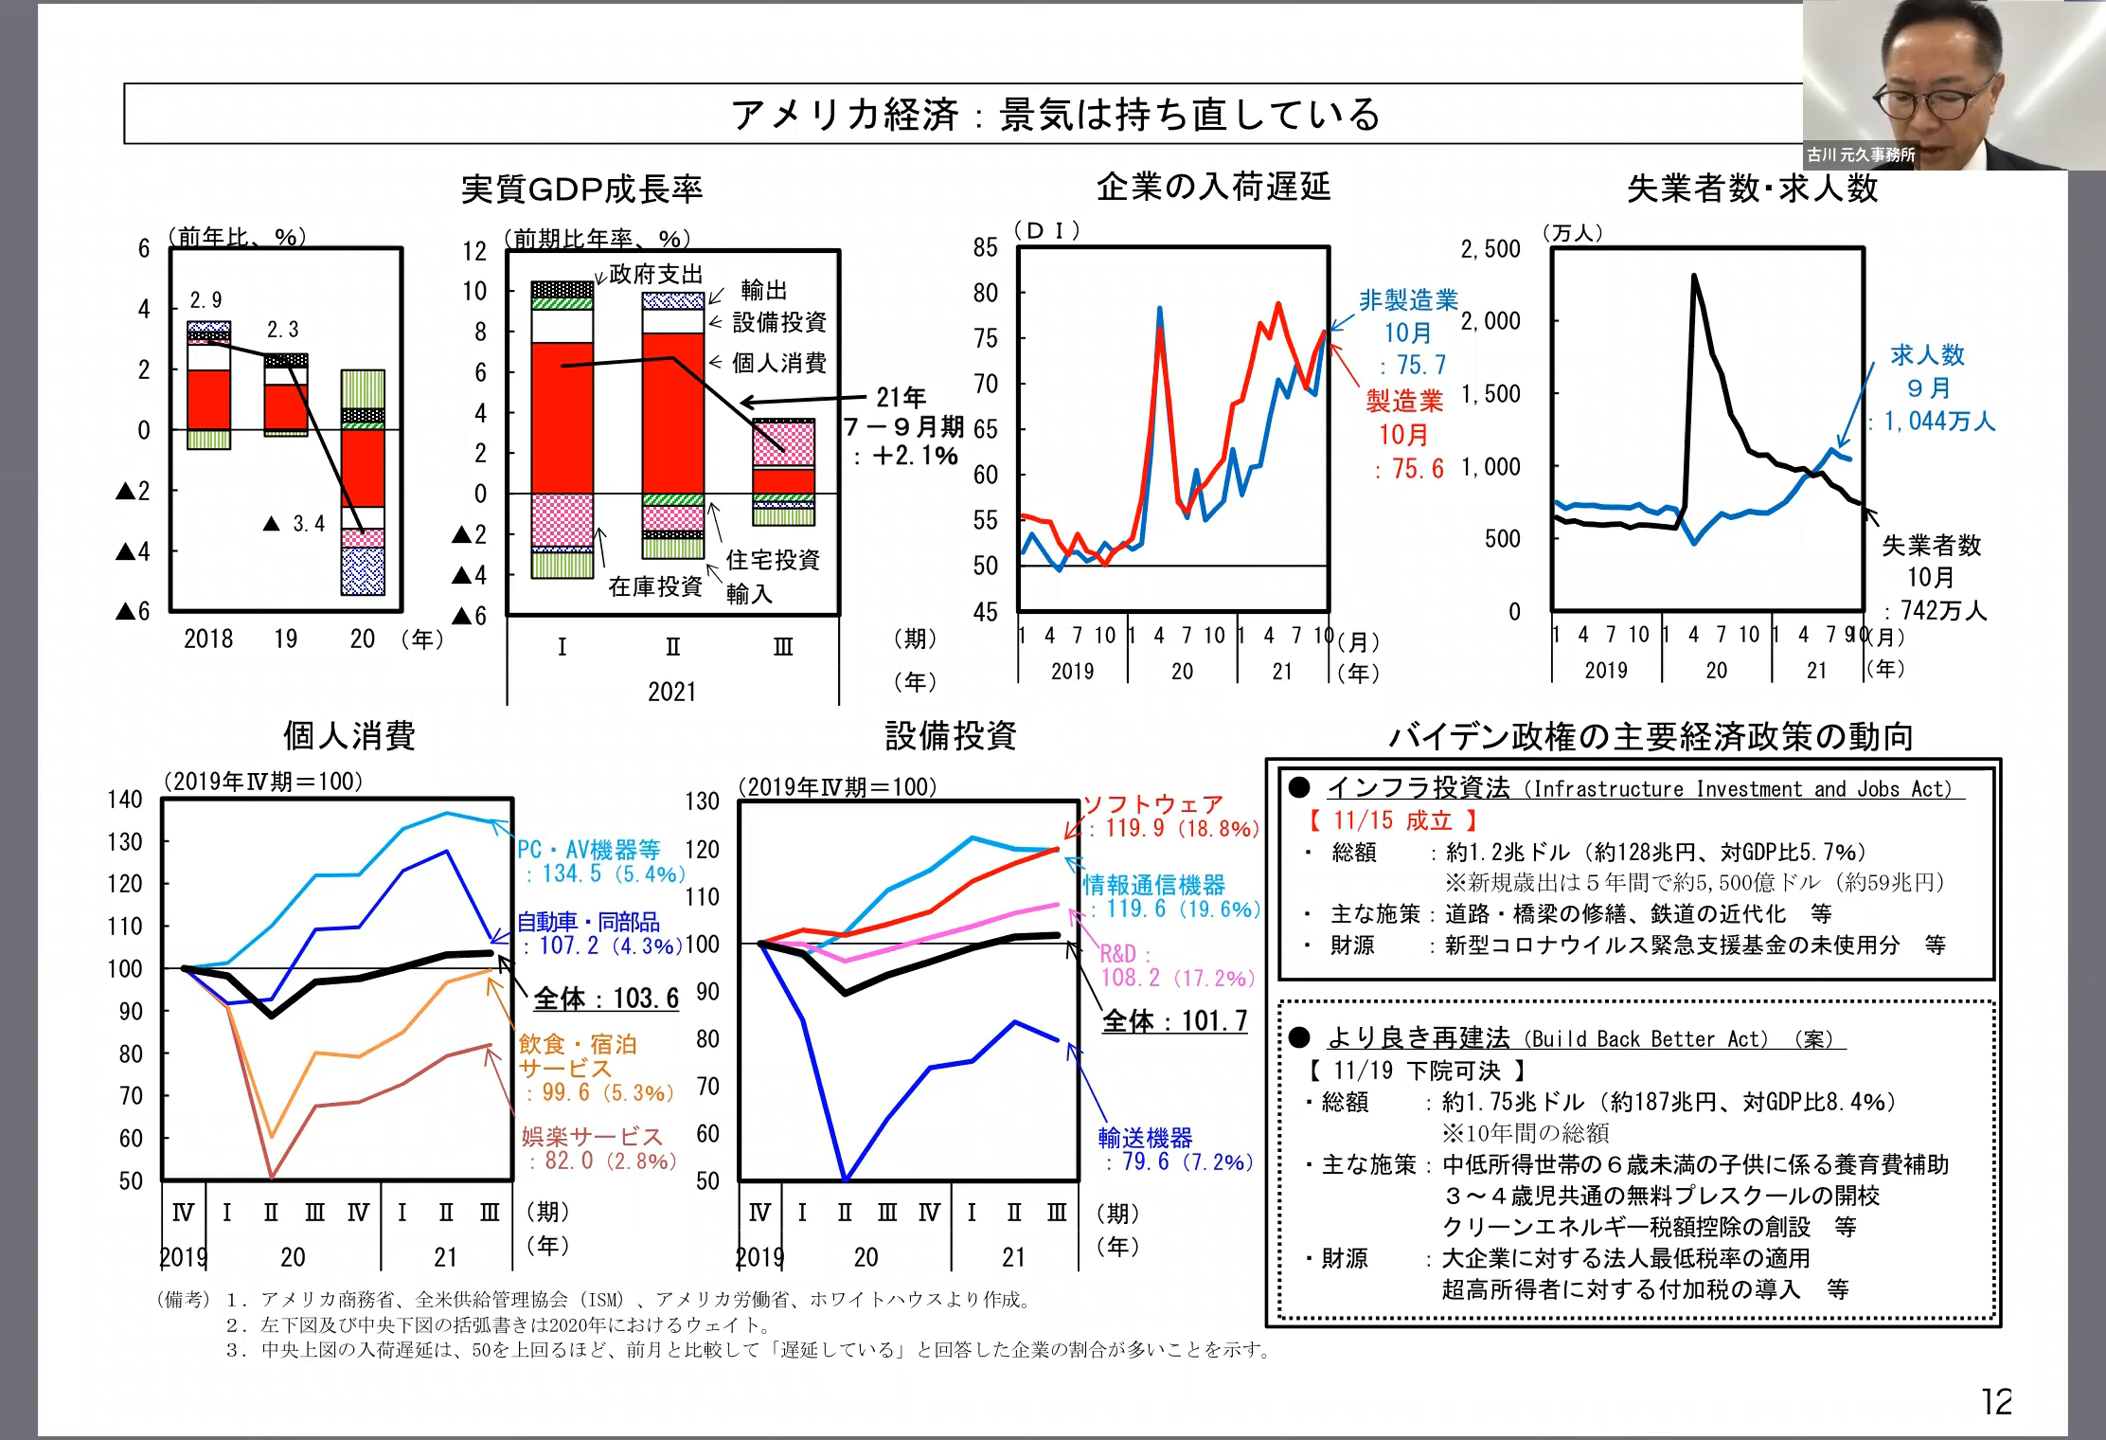 アメリカ経済：景気は持ち直している
古川 元久事務所
実質GDP成長率
（前年比、％）
6
4
2
0
▲2
▲4
▲6
2.9
2.3
▲ 3.4
2018 19 20 （年）
（前期比年率、％）
12
10
8
6
4
2
0
▲2
▲4
▲6
政府支出
輸出
設備投資
個人消費
21年
7－9月期
：＋2.1％
住宅投資
在庫投資
輸入
Ⅰ Ⅱ Ⅲ （期）
2021 （年）
企業の入荷遅延
（ＤＩ）
85
80
75
70
65
60
55
50
45
非製造業
10月
：75.7
製造業
10月
：75.6
1 4 7 10 1 4 7 10 1 4 7 10 （月）
2019 20 21 （年）
失業者数・求人数
（万人）
2,500
2,000
1,500
1,000
500
0
求人数
9月
：1,044万人
失業者数
10月
：742万人
1 4 7 10 1 4 7 10 1 4 7 9 10 （月）
2019 20 21 （年）
個人消費
（2019年Ⅳ期＝100）
140
130
120
110
100
90
80
70
60
50
PC・AV機器等
：134.5（5.4%）
自動車・同部品
：107.2（4.3%）
全体：103.6
飲食・宿泊
サービス
：99.6（5.3%）
娯楽サービス
：82.0（2.8%）
Ⅳ Ⅰ Ⅱ Ⅲ Ⅳ Ⅰ Ⅱ Ⅲ （期）
2019 20 21 （年）
設備投資
（2019年Ⅳ期＝100）
130
120
110
100
90
80
70
60
50
ソフトウェア
：119.9（18.8%）
情報通信機器
：119.6（19.6%）
R&D：
108.2（17.2%）
全体：101.7
輸送機器
：79.6（7.2%）
Ⅳ Ⅰ Ⅱ Ⅲ Ⅳ Ⅰ Ⅱ Ⅲ （期）
2019 20 21 （年）
バイデン政権の主要経済政策の動向
● インフラ投資法（Infrastructure Investment and Jobs Act）
【 11/15 成立 】
・ 総額 ：約1.2兆ドル（約128兆円、対GDP比5.7%）
※新規歳出は５年間で約5,500億ドル（約59兆円）
・ 主な施策：道路・橋梁の修繕、鉄道の近代化 等
・ 財源 ：新型コロナウイルス緊急支援基金の未使用分 等
● より良き再建法（Build Back Better Act）（案）
【 11/19 下院可決 】
・総額 ：約1.75兆ドル（約187兆円、対GDP比8.4%）
※10年間の総額
・主な施策：中低所得世帯の６歳未満の子供に係る養育費補助
３～４歳児共通の無料プレスクールの開校
クリーンエネルギー税額控除の創設 等
・財源 ：大企業に対する法人最低税率の適用
超高所得者に対する付加税の導入 等
（備考）１．アメリカ商務省、全米供給管理協会（ISM）、アメリカ労働省、ホワイトハウスより作成。
２．左下図及び中央下図の括弧書きは2020年におけるウェイト。
３．中央上図の入荷遅延は、50を上回るほど、前月と比較して「遅延している」と回答した企業の割合が多いことを示す。
12